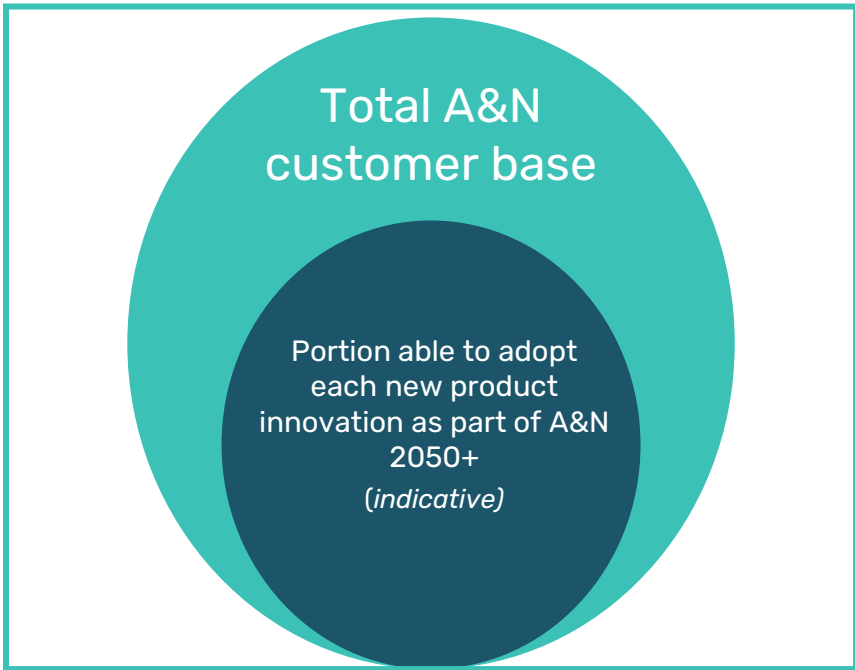 Total A&N
customer base
Portion able to adopt
each new product
innovation as part of A&N
2050+
(indicative)